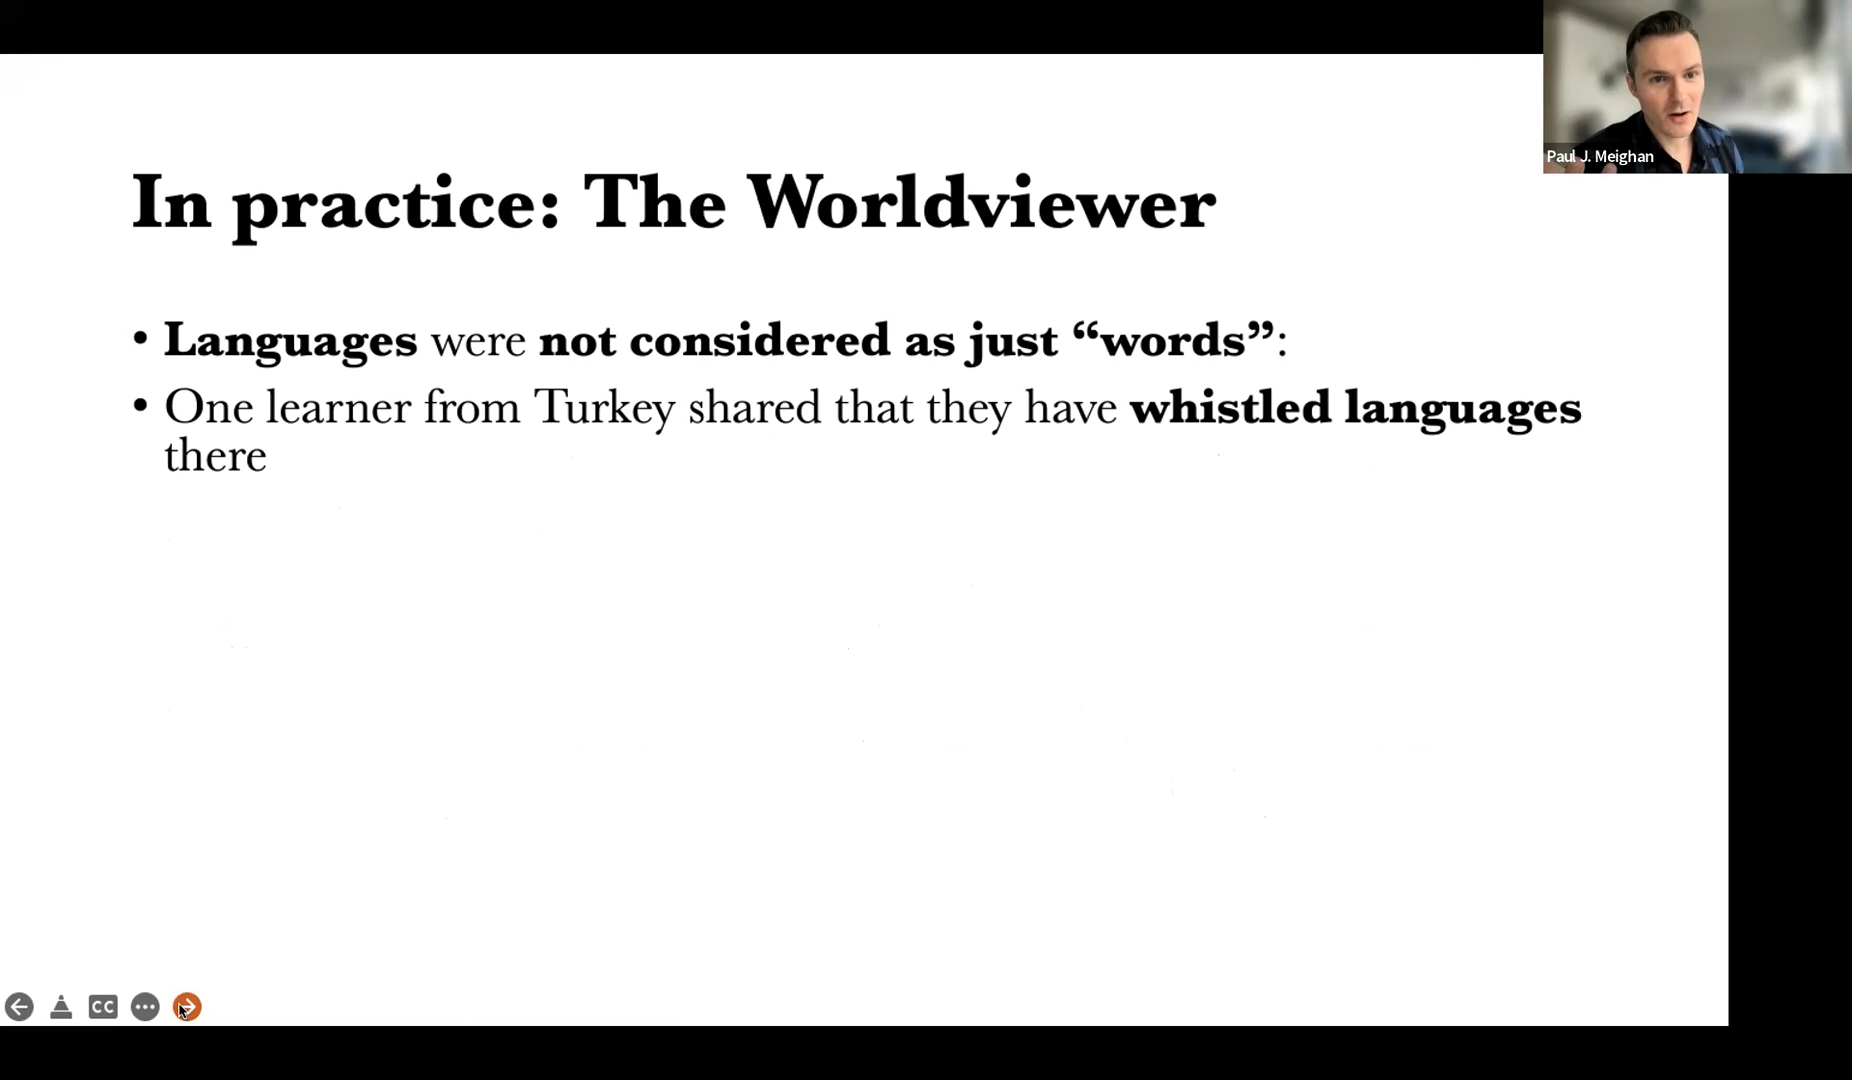 Paul J. Meighan
In practice: The Worldviewer
• Languages were not considered as just “words”:
• One learner from Turkey shared that they have whistled languages
there
CC